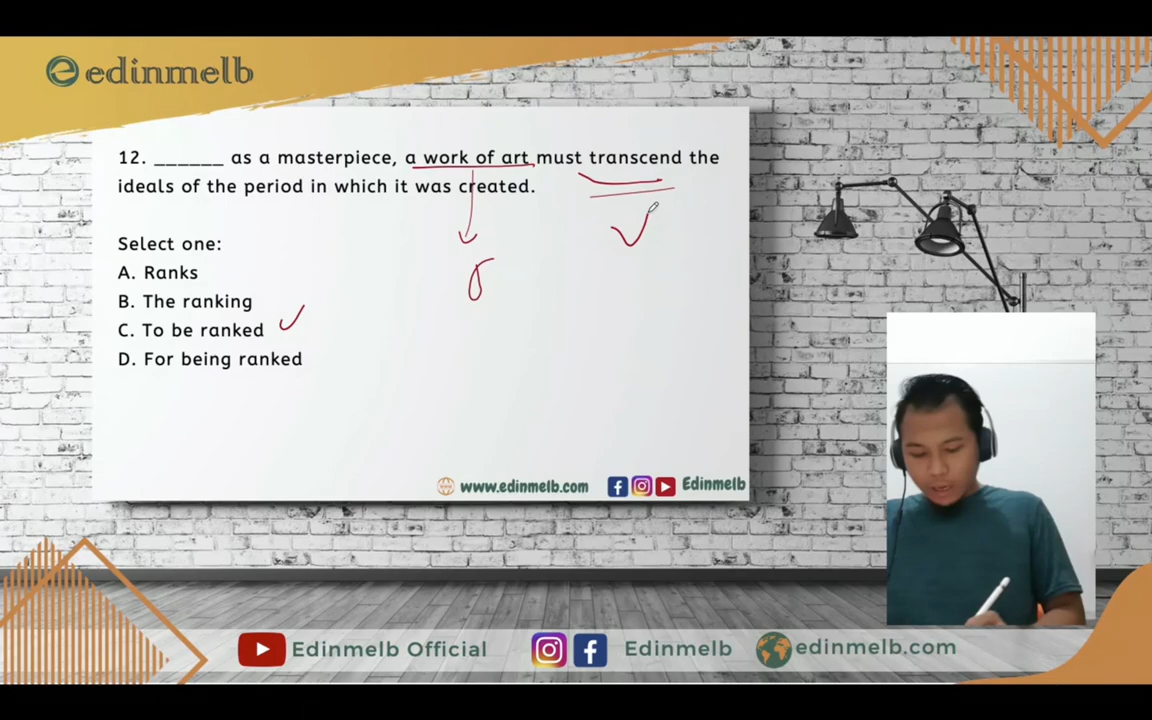 edinmelb
12. ______ as a masterpiece, a work of art must transcend the
ideals of the period in which it was created.
Select one:
A. Ranks
B. The ranking
C. To be ranked
D. For being ranked
www.edinmelb.com Edinmelb
Edinmelb Official Edinmelb edinmelb.com